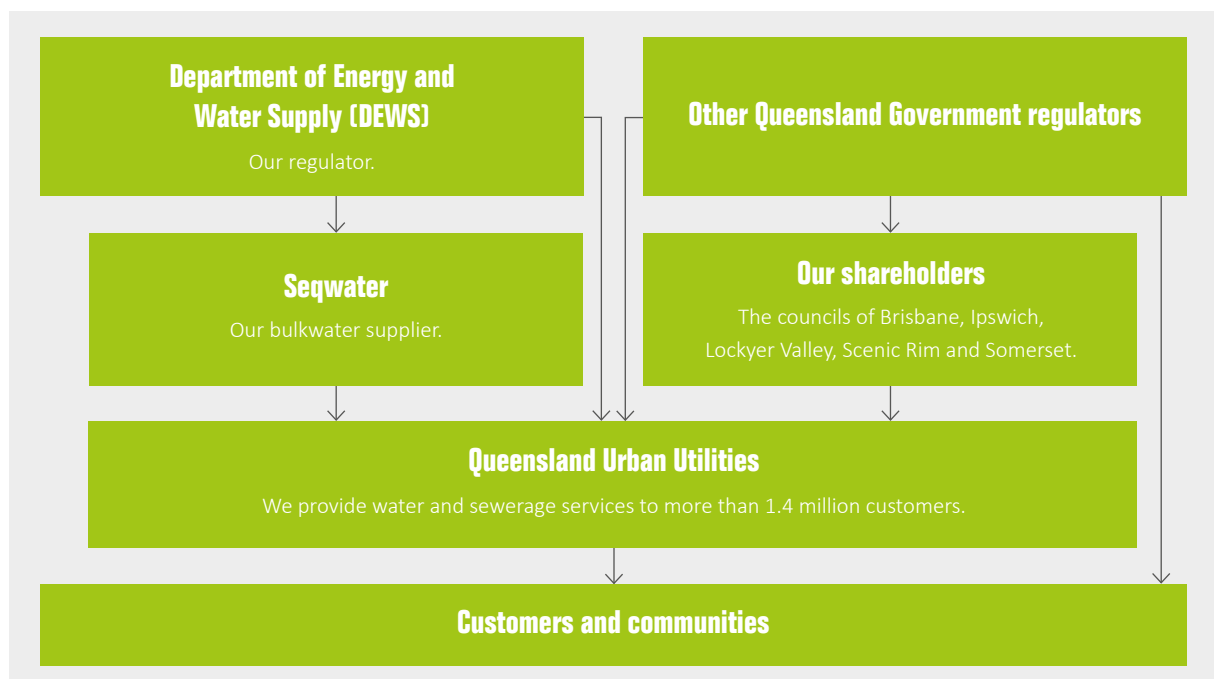 Department of Energy and
Water Supply (DEWS)
Our regulator.
Other Queensland Government regulators
Seqwater
Our bulkwater supplier.
Our shareholders
The councils of Brisbane, Ipswich,
Lockyer Valley, Scenic Rim and Somerset.
Queensland Urban Utilities
We provide water and sewerage services to more than 1.4 million customers.
Customers and communities